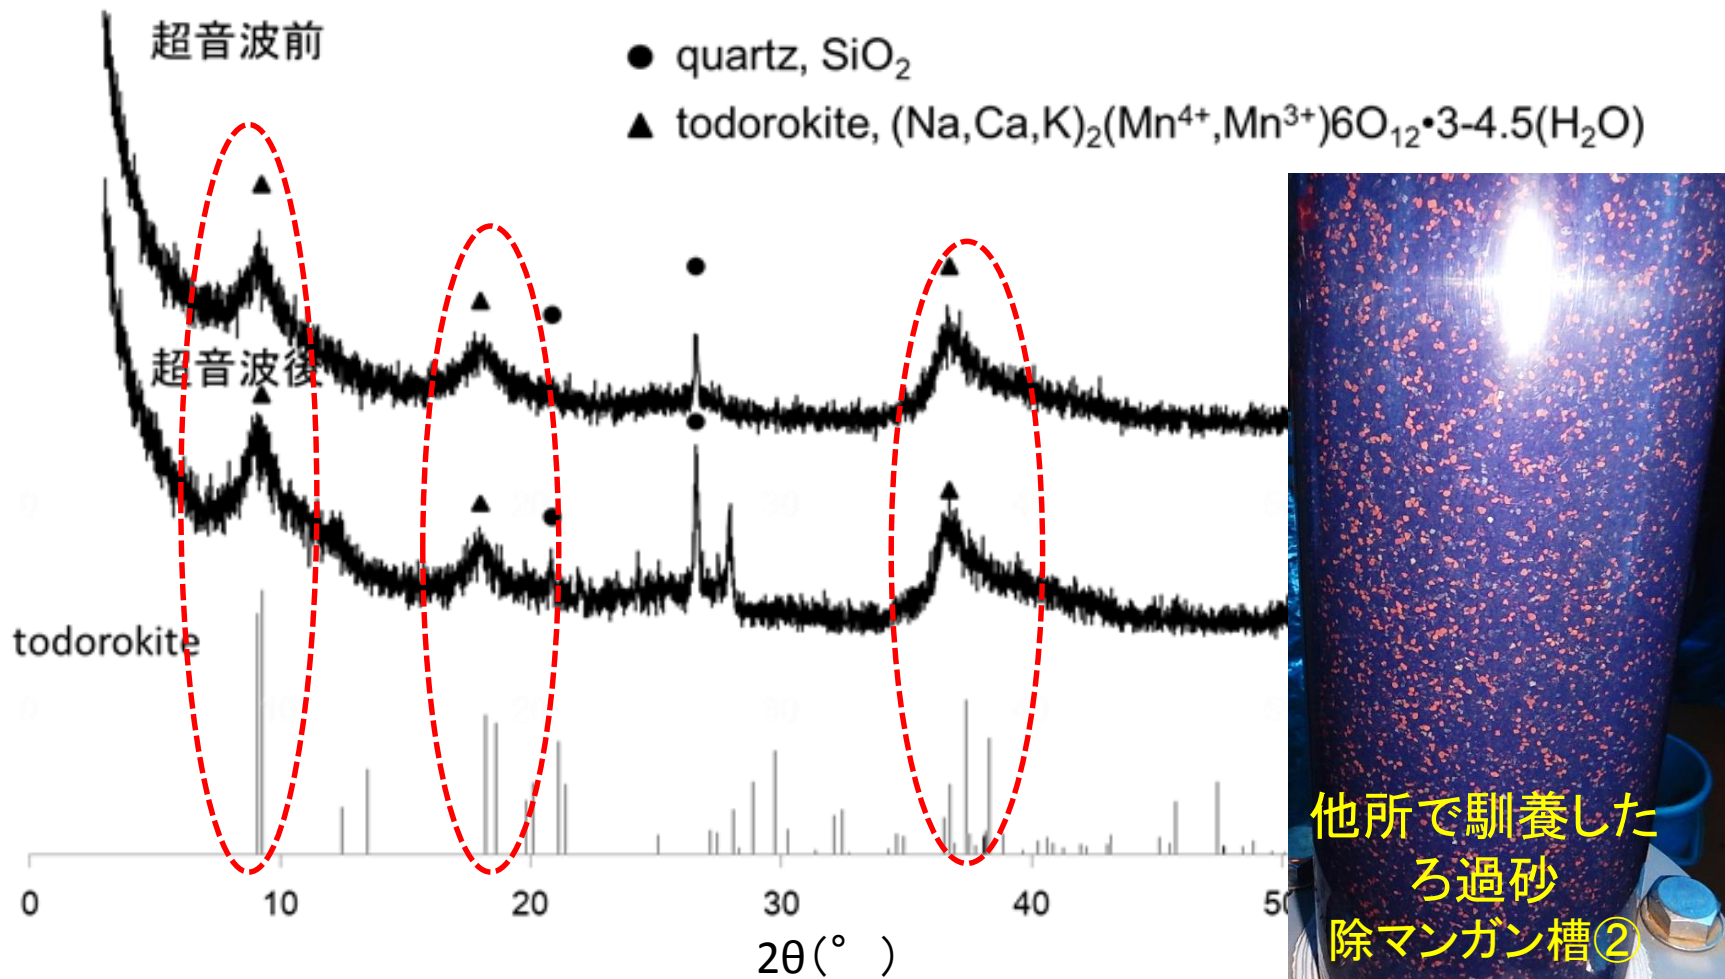 超音波前
● quartz, SiO₂
▲ todorokite, (Na,Ca,K)₂(Mn⁴⁺,Mn³⁺)6O₁₂•3-4.5(H₂O)
超音波後
todorokite
0 10 20 30 40
2θ(° )
他所で馴養した
ろ過砂
除マンガン槽②